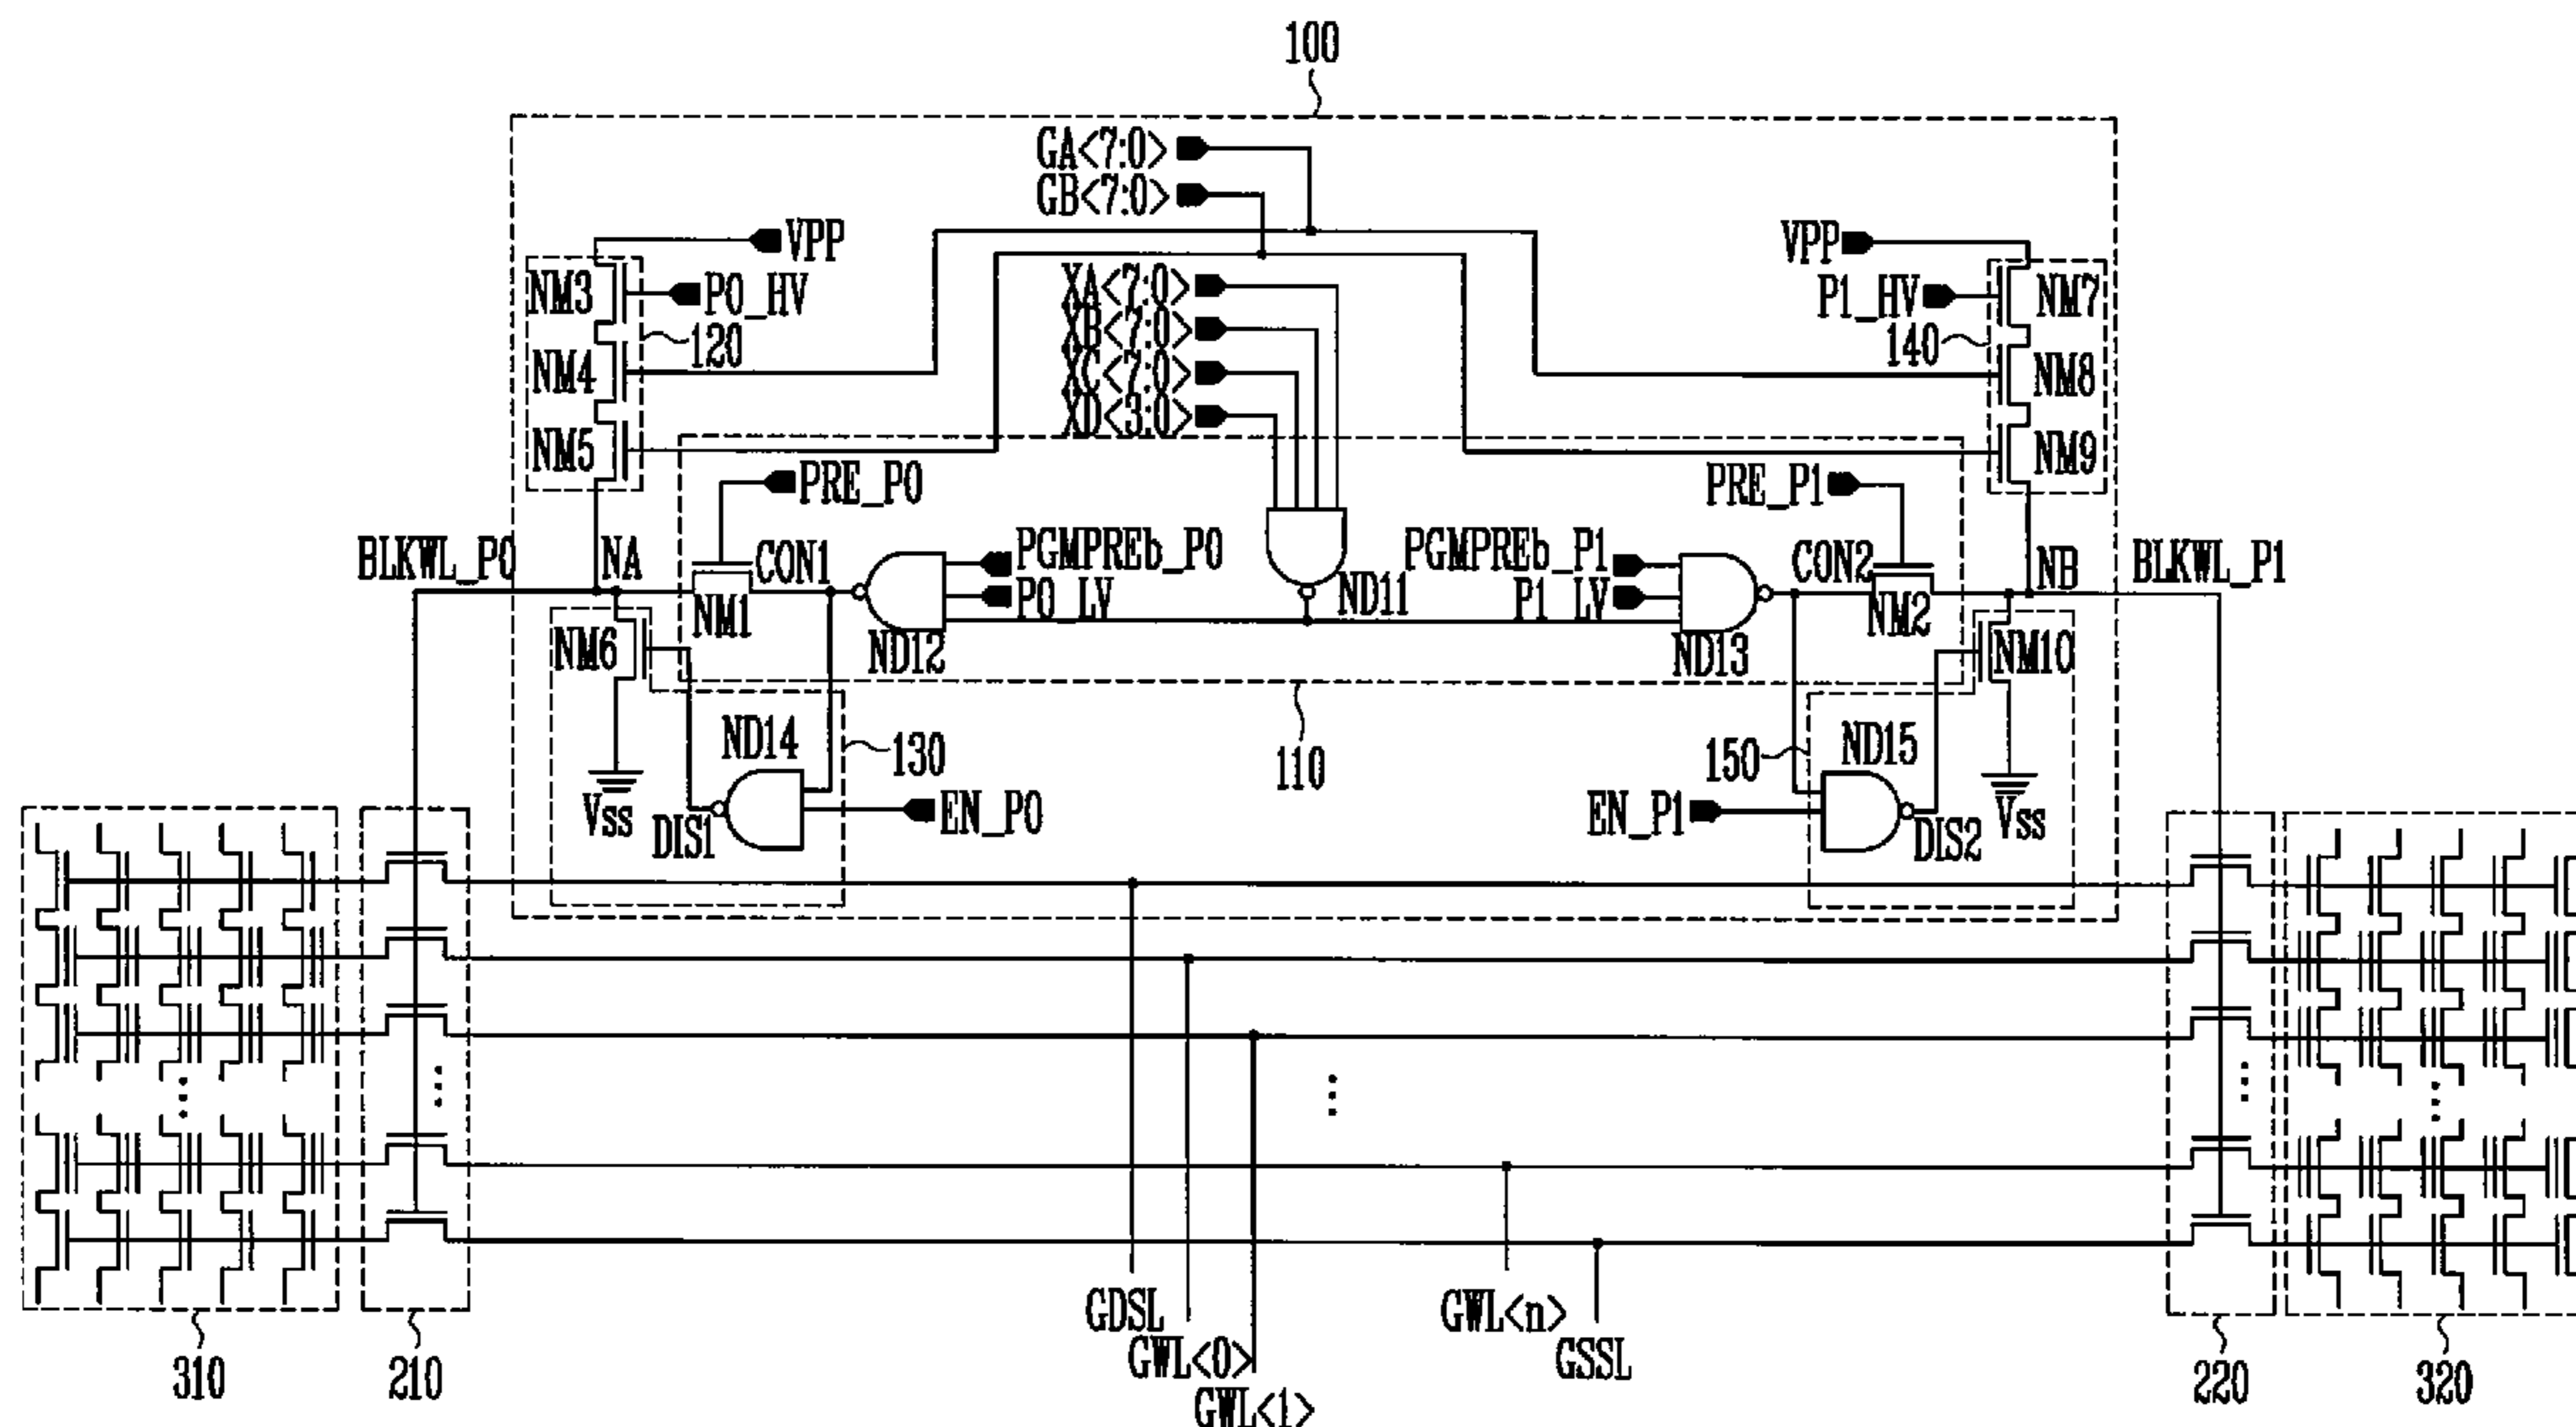 100
GA<7:0>
GB<7:0>
VPP
VPP
NM3
P0_HV
XA<7:0>
P1_HV
NM7
120
XB<7:0>
140
NM4
XC<7:0>
NM8
XD<3:0>
NM5
NM9
PRE_P0
PRE_P1
BLKWL_P0
NA
CON1
PGMPREb_P0
PGMPREb_P1
CON2
NB
BLKWL_P1
P0_LV
ND11
P1_LV
NM1
NM2
NM6
ND12
ND13
NM10
ND14
130
110
150
ND15
Vss
DIS1
EN_P0
EN_P1
DIS2
Vss
GDSL
GWL<0>
GWL<1>
GWL<n>
GSSL
310
210
220
320